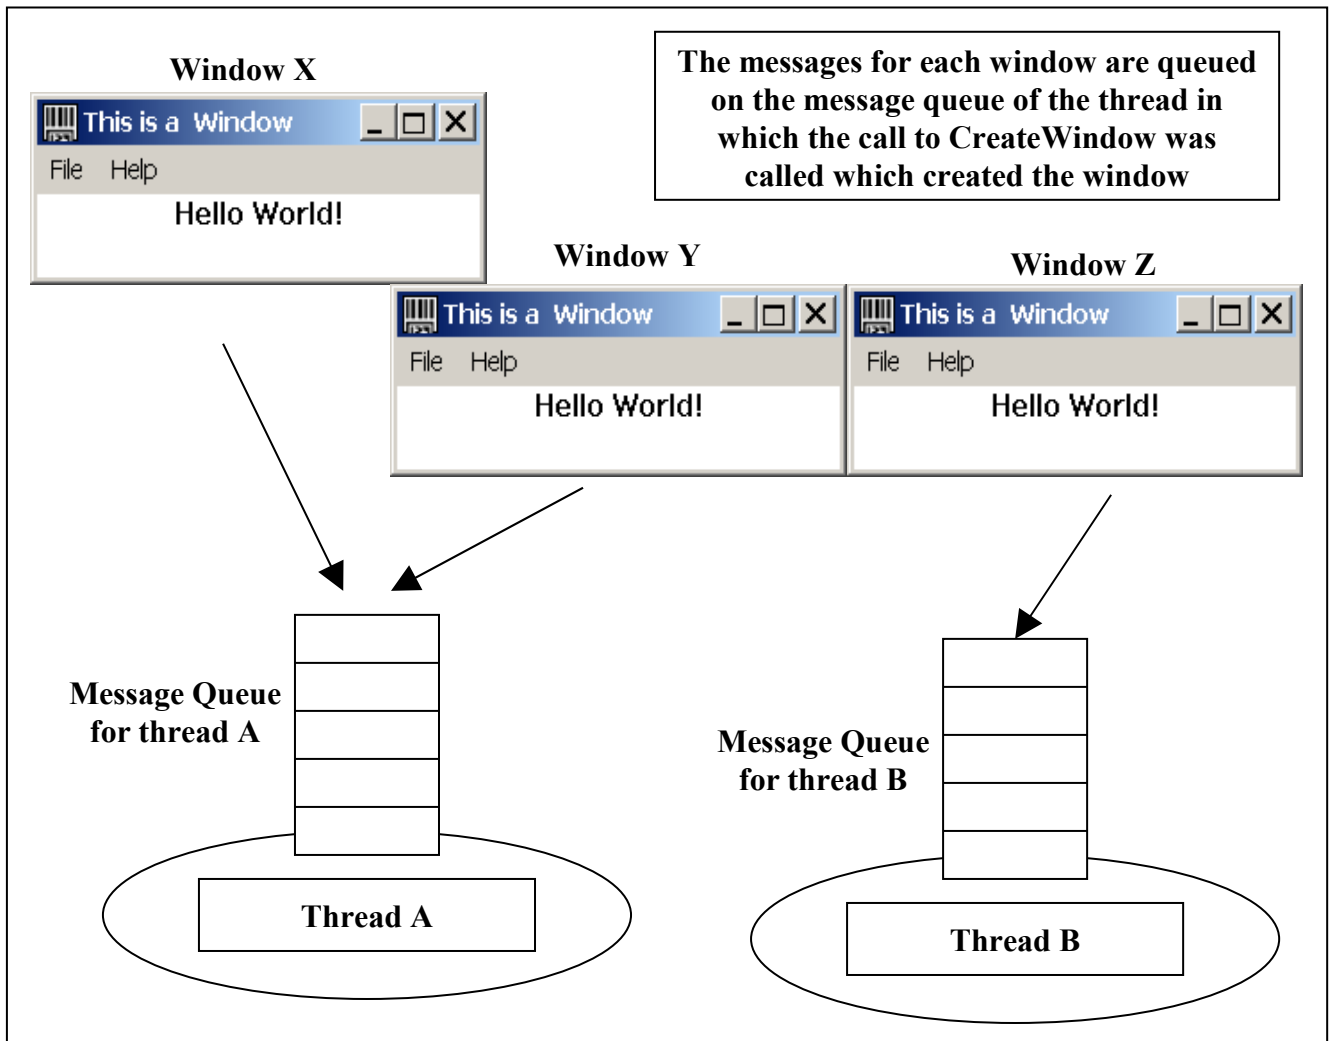 Window X
The messages for each window are queued
on the message queue of the thread in
which the call to CreateWindow was
called which created the window
This is a Window
File Help
Hello World!
Window Y
Window Z
This is a Window
File Help
Hello World!
This is a Window
File Help
Hello World!
Message Queue
for thread A
Message Queue
for thread B
Thread A
Thread B